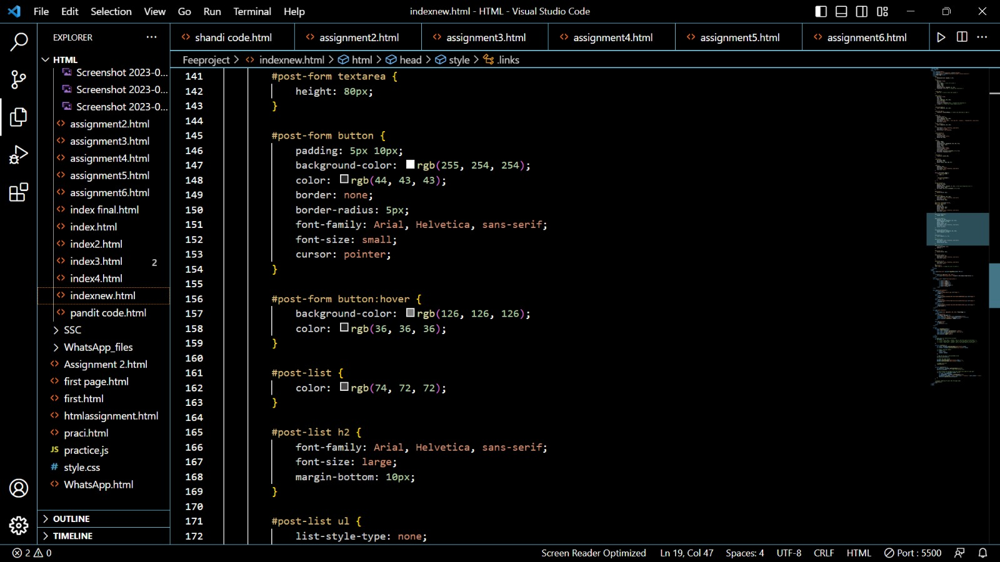 File Edit Selection View Go Run Terminal Help
indexnew.html - HTML - Visual Studio Code
EXPLORER
HTML
Screenshot 2023-0...
Screenshot 2023-0...
Screenshot 2023-0...
assignment2.html
assignment3.html
assignment4.html
assignment5.html
assignment6.html
index final.html
index.html
index2.html
index3.html 2
index4.html
indexnew.html
pandit code.html
SSC
WhatsApp_files
Assignment 2.html
first page.html
first.html
htmlassignment.html
praci.html
JS practice.js
# style.css
WhatsApp.html
OUTLINE
TIMELINE
shandi code.html assignment2.html assignment3.html assignment4.html assignment5.html assignment6.html
Feeproject > indexnew.html > html > head > style > .links
141 #post-form textarea {
142 height: 80px;
143 }
144
145 #post-form button {
146 padding: 5px 10px;
147 background-color: rgb(255, 254, 254);
148 color: rgb(44, 43, 43);
149 border: none;
150 border-radius: 5px;
151 font-family: Arial, Helvetica, sans-serif;
152 font-size: small;
153 cursor: pointer;
154 }
155
156 #post-form button:hover {
157 background-color: rgb(126, 126, 126);
158 color: rgb(36, 36, 36);
159 }
160
161 #post-list {
162 color: rgb(74, 72, 72);
163 }
164
165 #post-list h2 {
166 font-family: Arial, Helvetica, sans-serif;
167 font-size: large;
168 margin-bottom: 10px;
169 }
170
171 #post-list ul {
172 list-style-type: none;
2 0 Screen Reader Optimized Ln 19, Col 47 Spaces: 4 UTF-8 CRLF HTML Port : 5500